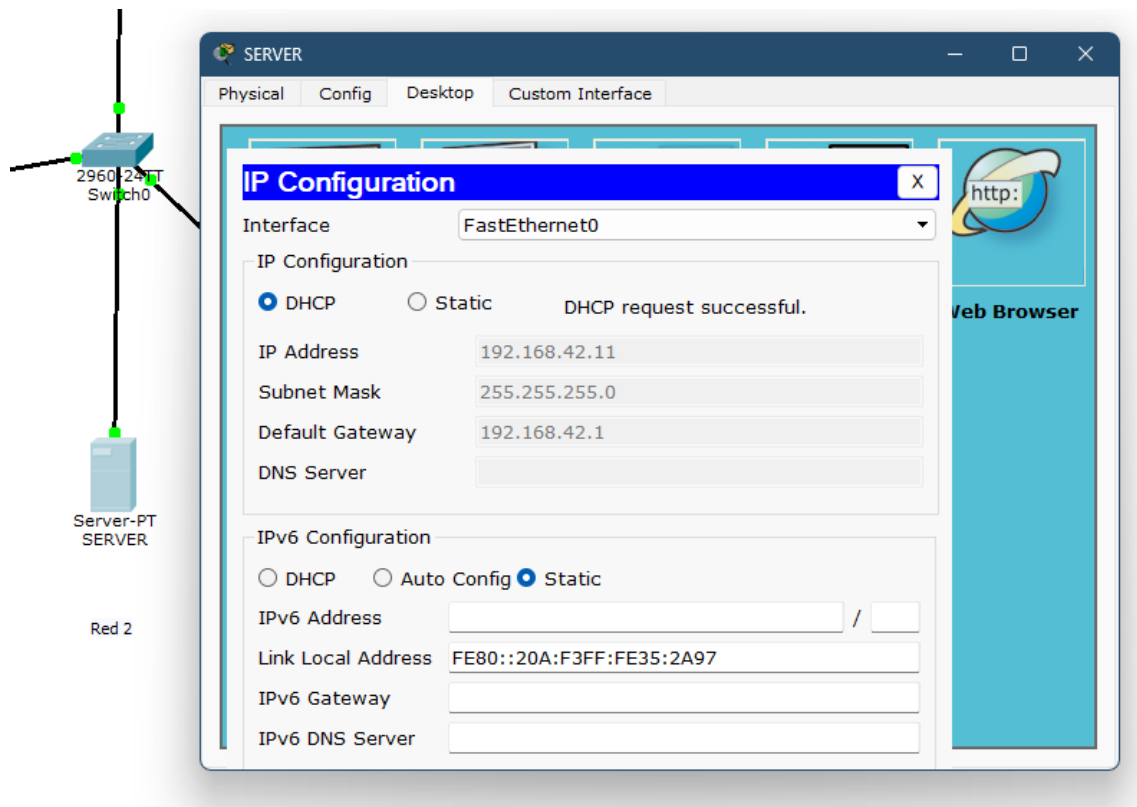 SERVER
Physical Config Desktop Custom Interface
2960-24TT
Switch0
IP Configuration X
http:
Interface FastEthernet0
IP Configuration
DHCP Static DHCP request successful.
Web Browser
IP Address 192.168.42.11
Subnet Mask 255.255.255.0
Default Gateway 192.168.42.1
DNS Server
Server-PT
SERVER
IPv6 Configuration
DHCP Auto Config Static
IPv6 Address /
Red 2
Link Local Address FE80::20A:F3FF:FE35:2A97
IPv6 Gateway
IPv6 DNS Server